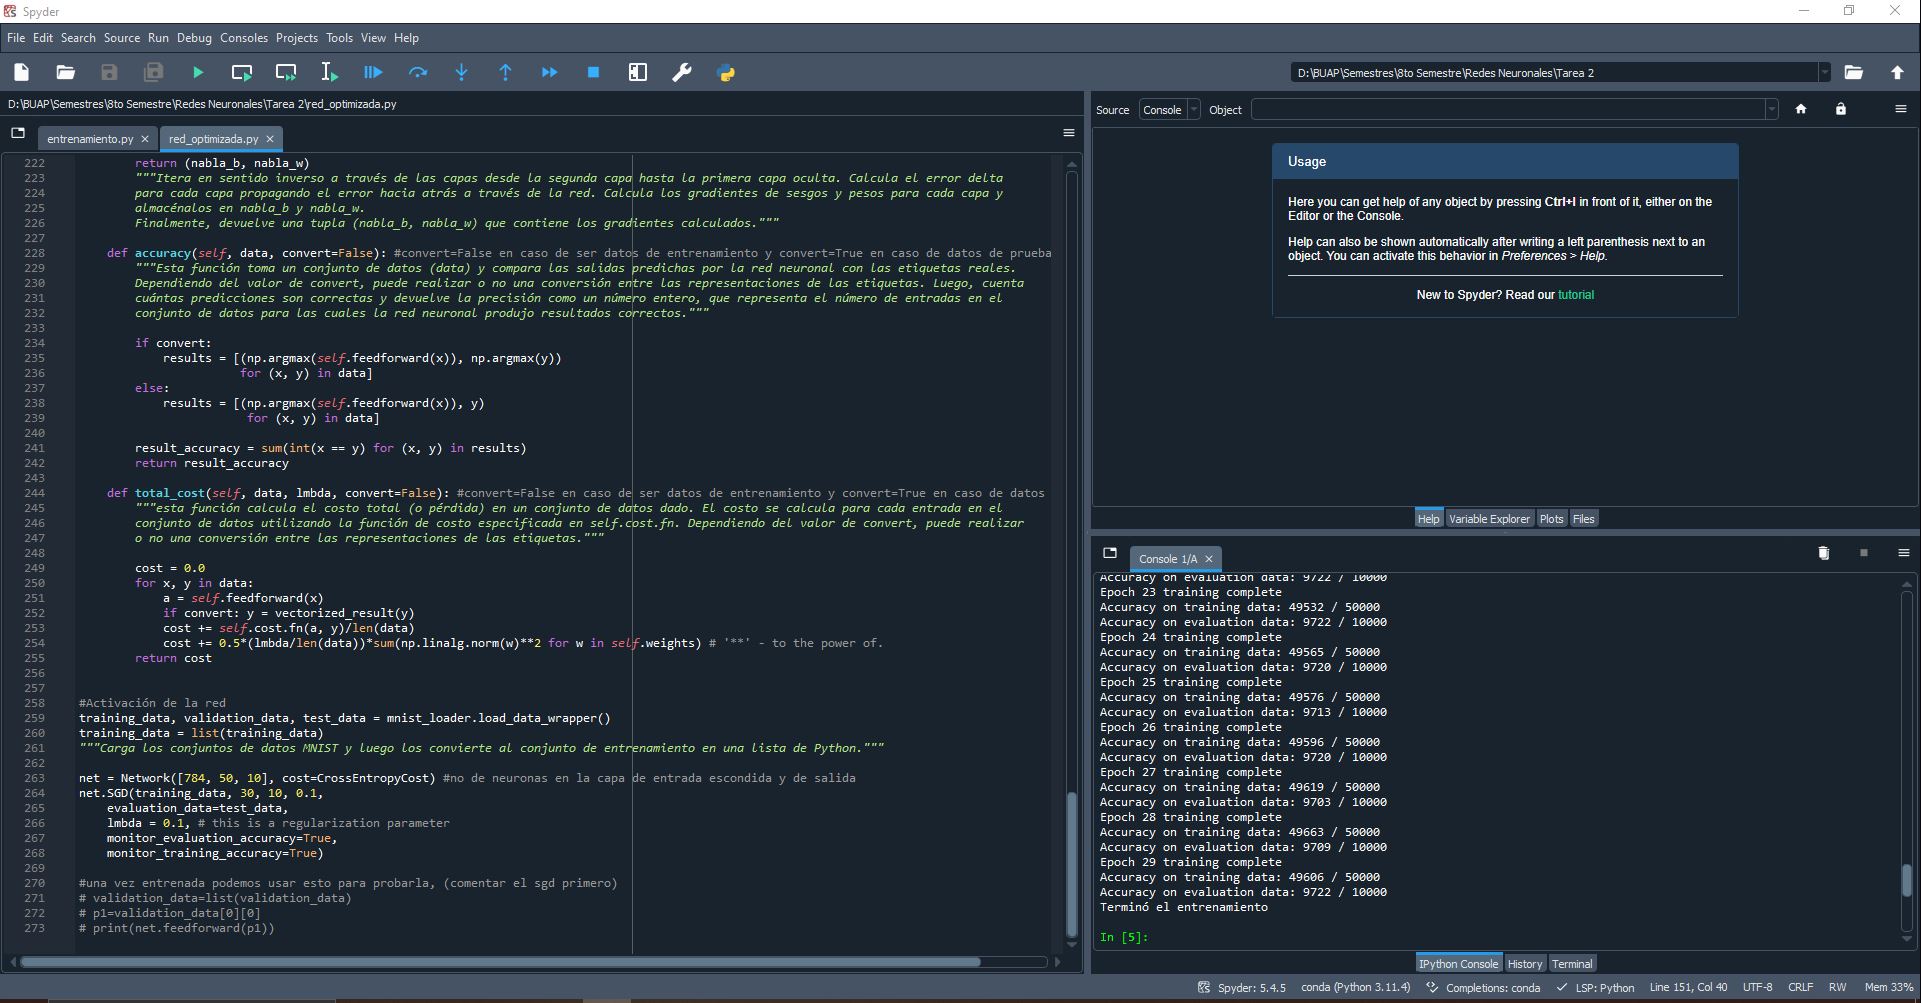 Spyder
File Edit Search Source Run Debug Consoles Projects Tools View Help
D:\BUAP\Semestres\8to Semestre\Redes Neuronales\Tarea 2
D:\BUAP\Semestres\8to Semestre\Redes Neuronales\Tarea 2\red_optimizada.py
entrenamiento.py
red_optimizada.py
222 return (nabla_b, nabla_w)
223 """Itera en sentido inverso a través de las capas desde la segunda capa hasta la primera capa oculta. Calcula el error delta
224 para cada capa propagando el error hacia atrás a través de la red. Calcula los gradientes de sesgos y pesos para cada capa y
225 almacénalos en nabla_b y nabla_w.
226 Finalmente, devuelve una tupla (nabla_b, nabla_w) que contiene los gradientes calculados."""
227
228 def accuracy(self, data, convert=False): #convert=False en caso de ser datos de entrenamiento y convert=True en caso de datos de prueba
229 """Esta función toma un conjunto de datos (data) y compara las salidas predichas por la red neuronal con las etiquetas reales.
230 Dependiendo del valor de convert, puede realizar o no una conversión entre las representaciones de las etiquetas. Luego, cuenta
231 cuántas predicciones son correctas y devuelve la precisión como un número entero, que representa el número de entradas en el
232 conjunto de datos para las cuales la red neuronal produjo resultados correctos."""
233
234 if convert:
235 results = [(np.argmax(self.feedforward(x)), np.argmax(y))
236 for (x, y) in data]
237 else:
238 results = [(np.argmax(self.feedforward(x)), y)
239 for (x, y) in data]
240
241 result_accuracy = sum(int(x == y) for (x, y) in results)
242 return result_accuracy
243
244 def total_cost(self, data, lmbda, convert=False): #convert=False en caso de ser datos de entrenamiento y convert=True en caso de datos
245 """esta función calcula el costo total (o pérdida) en un conjunto de datos dado. El costo se calcula para cada entrada en el
246 conjunto de datos utilizando la función de costo especificada en self.cost.fn. Dependiendo del valor de convert, puede realizar
247 o no una conversión entre las representaciones de las etiquetas."""
248
249 cost = 0.0
250 for x, y in data:
251 a = self.feedforward(x)
252 if convert: y = vectorized_result(y)
253 cost += self.cost.fn(a, y)/len(data)
254 cost += 0.5*(lmbda/len(data))*sum(np.linalg.norm(w)**2 for w in self.weights) # '**' - to the power of.
255 return cost
256
257
258 #Activación de la red
259 training_data, validation_data, test_data = mnist_loader.load_data_wrapper()
260 training_data = list(training_data)
261 """Carga los conjuntos de datos MNIST y luego los convierte al conjunto de entrenamiento en una lista de Python."""
262
263 net = Network([784, 50, 10], cost=CrossEntropyCost) #no de neuronas en la capa de entrada escondida y de salida
264 net.SGD(training_data, 30, 10, 0.1,
265 evaluation_data=test_data,
266 lmbda = 0.1, # this is a regularization parameter
267 monitor_evaluation_accuracy=True,
268 monitor_training_accuracy=True)
269
270 #una vez entrenada podemos usar esto para probarla, (comentar el sgd primero)
271 # validation_data=list(validation_data)
272 # p1=validation_data[0][0]
273 # print(net.feedforward(p1))
Source Console Object
Usage
Here you can get help of any object by pressing Ctrl+I in front of it, either on the
Editor or the Console.
Help can also be shown automatically after writing a left parenthesis next to an
object. You can activate this behavior in Preferences > Help.
New to Spyder? Read our tutorial
Help Variable Explorer Plots Files
Console 1/A
Accuracy on evaluation data: 9722 / 10000
Epoch 23 training complete
Accuracy on training data: 49532 / 50000
Accuracy on evaluation data: 9722 / 10000
Epoch 24 training complete
Accuracy on training data: 49565 / 50000
Accuracy on evaluation data: 9720 / 10000
Epoch 25 training complete
Accuracy on training data: 49576 / 50000
Accuracy on evaluation data: 9713 / 10000
Epoch 26 training complete
Accuracy on training data: 49596 / 50000
Accuracy on evaluation data: 9720 / 10000
Epoch 27 training complete
Accuracy on training data: 49619 / 50000
Accuracy on evaluation data: 9703 / 10000
Epoch 28 training complete
Accuracy on training data: 49663 / 50000
Accuracy on evaluation data: 9709 / 10000
Epoch 29 training complete
Accuracy on training data: 49606 / 50000
Accuracy on evaluation data: 9722 / 10000
Terminó el entrenamiento
In [5]:
IPython Console History Terminal
Spyder: 5.4.5 conda (Python 3.11.4) Completions: conda LSP: Python Line 151, Col 40 UTF-8 CRLF RW Mem 33%